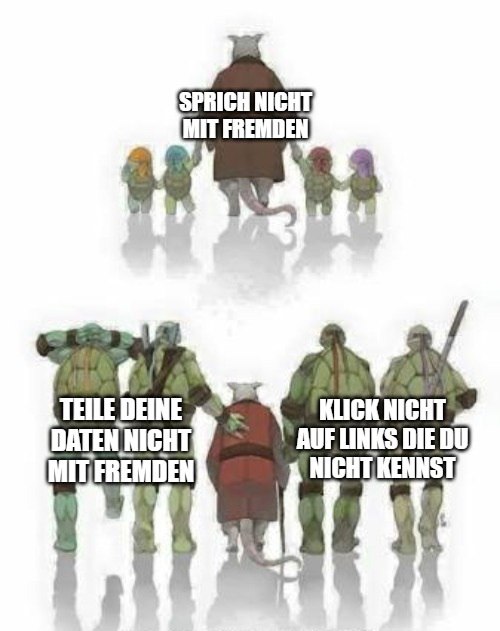 SPRICH NICHT
MIT FREMDEN
TEILE DEINE
DATEN NICHT
MIT FREMDEN
KLICK NICHT
AUF LINKS DIE DU
NICHT KENNST